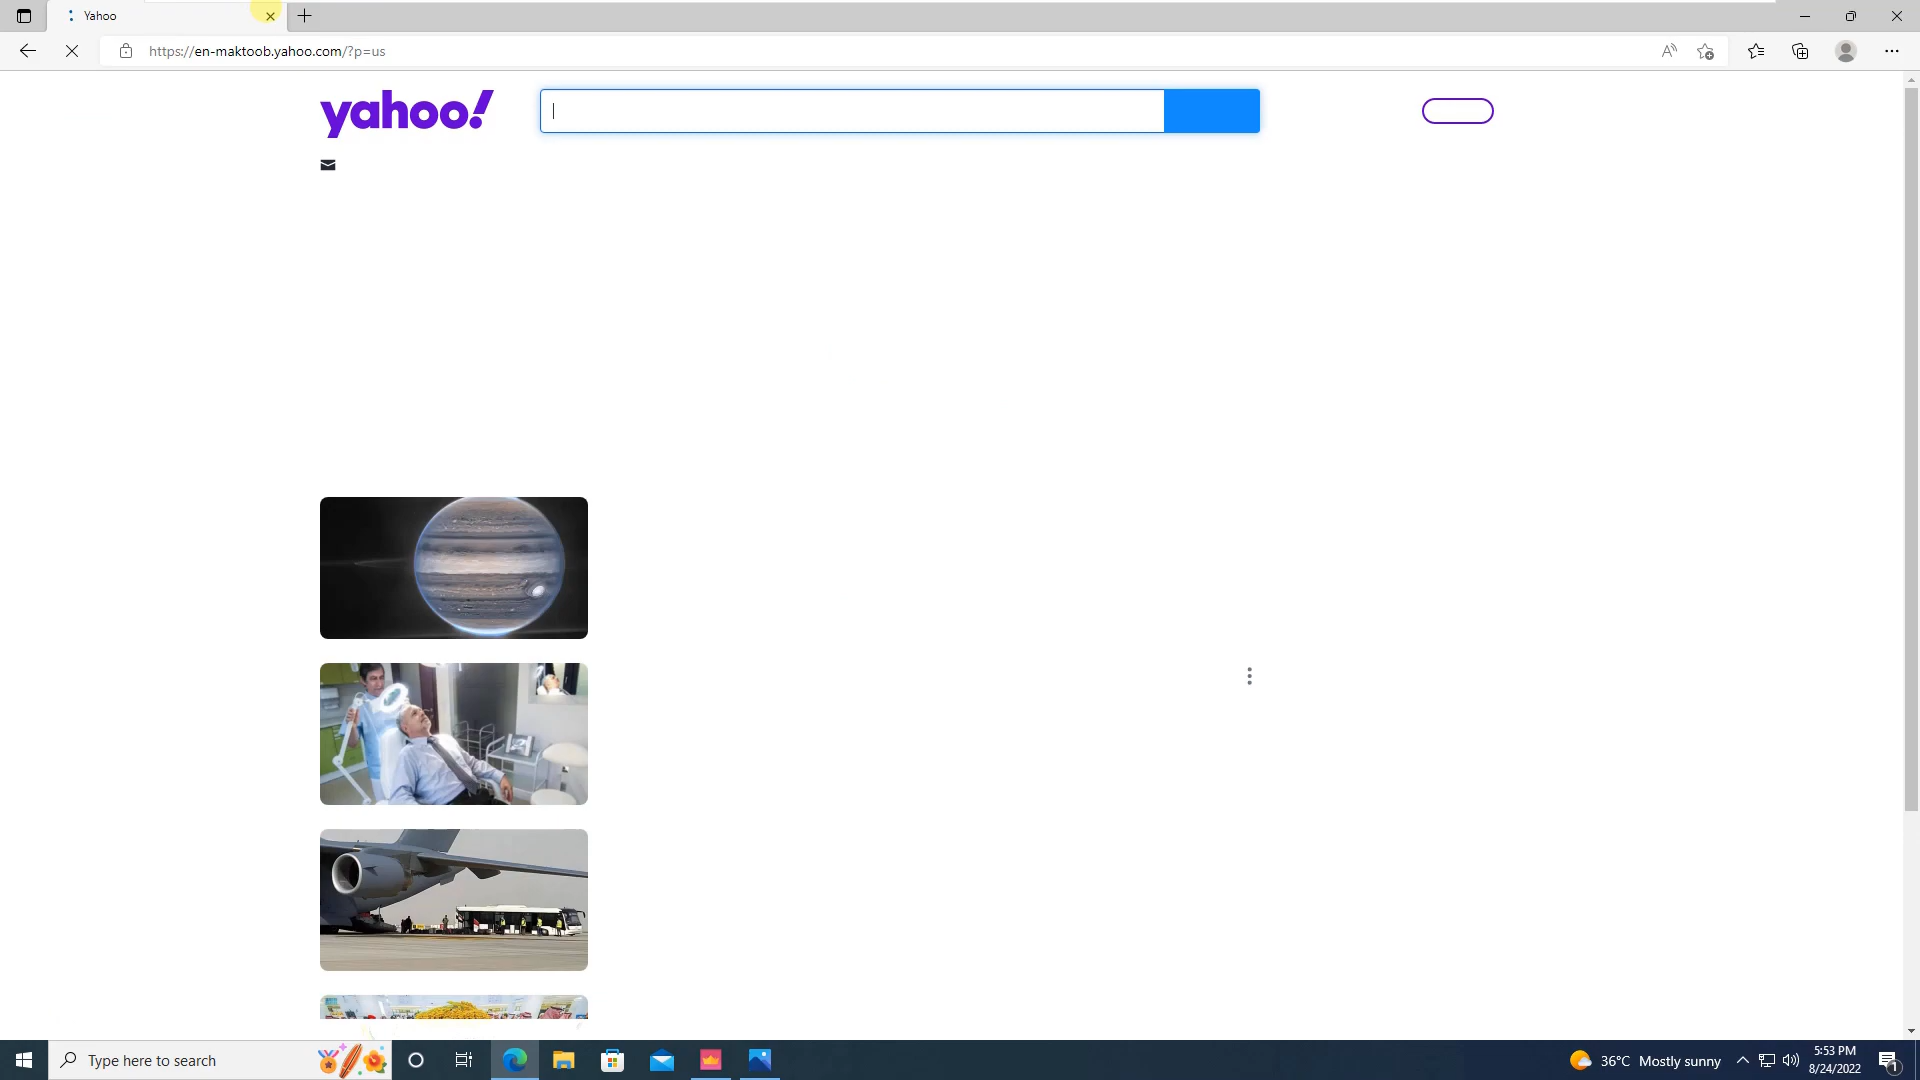 Yahoo
https://en-maktoob.yahoo.com/?p=us
yahoo!
Type here to search
36°C Mostly sunny
5:53 PM
8/24/2022
1